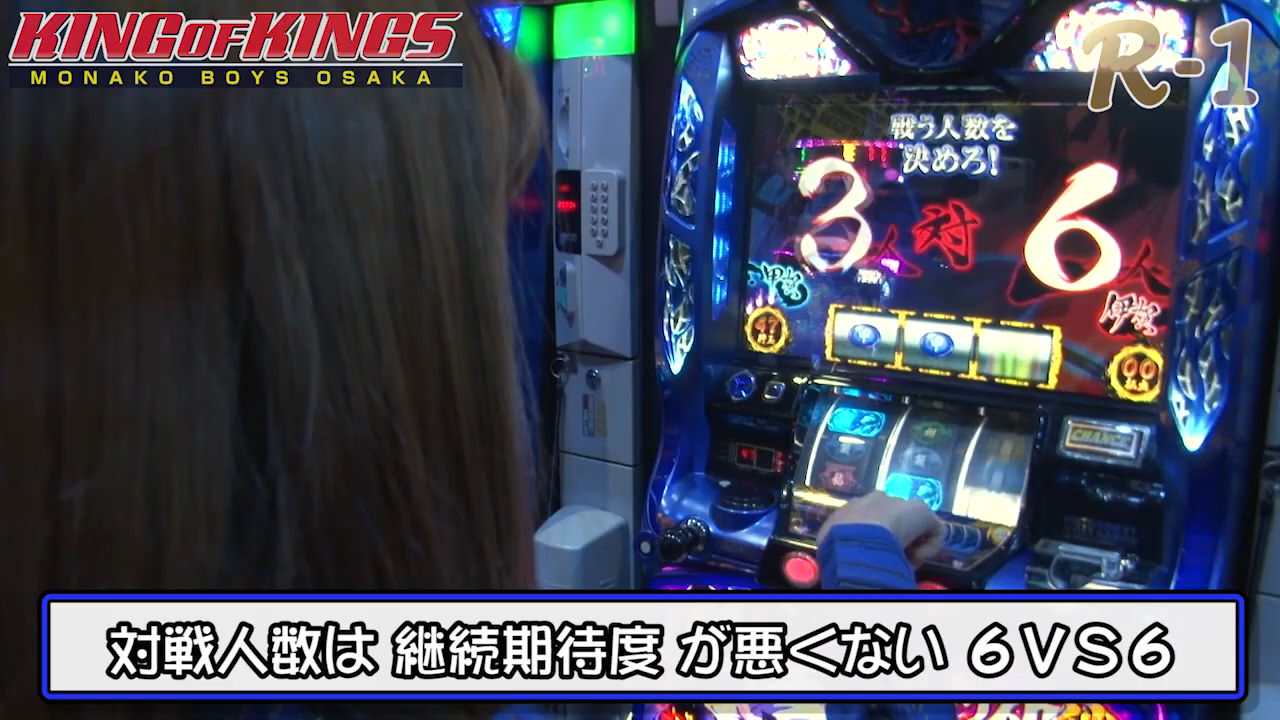 KING OF KINGS
MONAKO BOYS OSAKA
R-1
戦う人数を
決めろ!
3人対6人
甲賀
伊賀
47
00
CHANCE
対戦人数は 継続期待度 が悪くない 6VS6